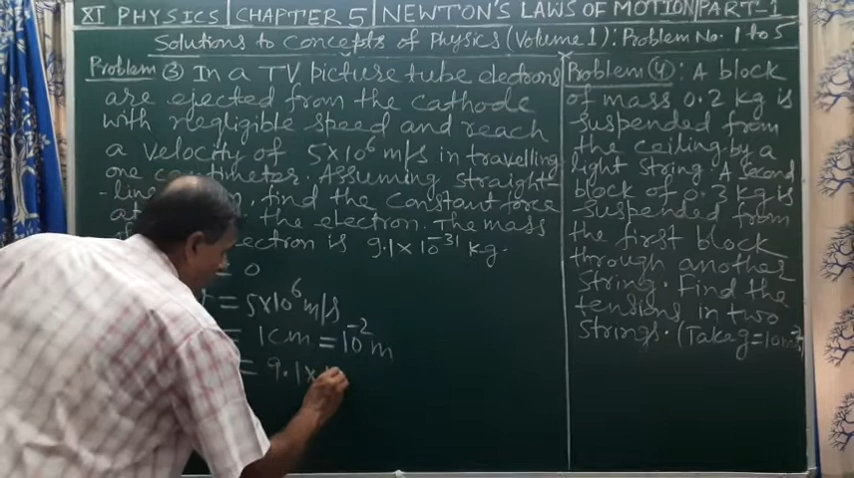 XI PHYSICS | CHAPTER 5 | NEWTON'S LAWS OF MOTION | PART-1
Solutions to Concepts of Physics (Volume 1): Problem No. 1 to 5
Problem ③ In a TV picture tube electrons
are ejected from the cathode
with negligible speed and reach
a velocity of 5×10⁶ m/s in travelling
one centimeter. Assuming straight-
find the constant force
the electron. The mass
is 9.1×10⁻³¹ kg.
= 0
= 5×10⁶ m/s
= 1cm = 10⁻² m
= 9.1×
Problem ④: A block
of mass 0.2 kg is
suspended from
the ceiling by a
light string. A second
block of 0.3 kg is
suspended from
the first block
through another
string. Find the
tensions in two
strings. (Take g=10